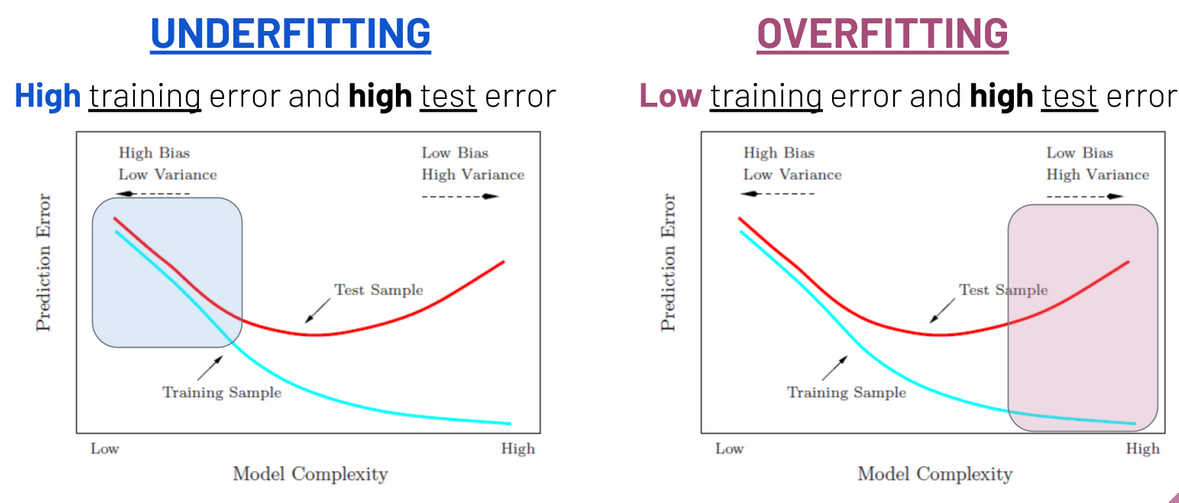 UNDERFITTING
High training error and high test error
High Bias
Low Variance
Low Bias
High Variance
Prediction Error
Test Sample
Training Sample
Low
High
Model Complexity
OVERFITTING
Low training error and high test error
High Bias
Low Variance
Low Bias
High Variance
Prediction Error
Test Sample
Training Sample
Low
High
Model Complexity